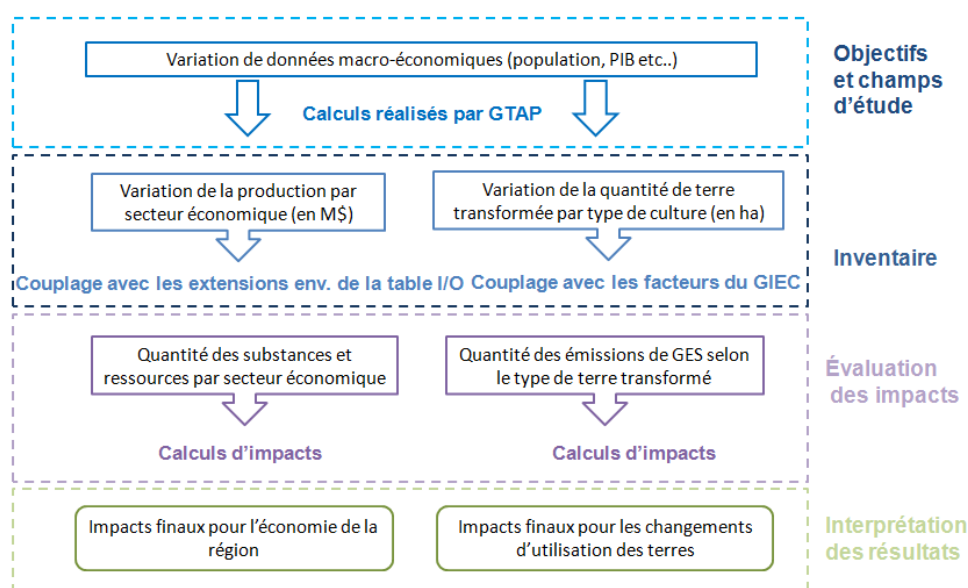 Variation de données macro-économiques (population, PIB etc..)
Calculs réalisés par GTAP
Objectifs
et champs
d'étude
Variation de la production par
secteur économique (en M$)
Variation de la quantité de terre
transformée par type de culture (en ha)
Couplage avec les extensions env. de la table I/O
Couplage avec les facteurs du GIEC
Inventaire
Quantité des substances et
ressources par secteur économique
Quantité des émissions de GES selon
le type de terre transformé
Calculs d'impacts
Calculs d'impacts
Évaluation
des impacts
Impacts finaux pour l'économie de la
région
Impacts finaux pour les changements
d'utilisation des terres
Interprétation
des résultats